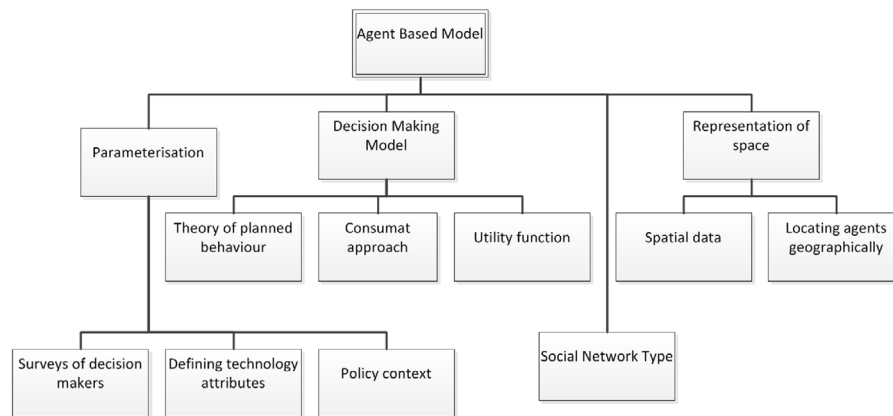 Agent Based Model
Parameterisation
Decision Making
Model
Representation of
space
Theory of planned
behaviour
Consumat
approach
Utility function
Spatial data
Locating agents
geographically
Surveys of decision
makers
Defining technology
attributes
Policy context
Social Network Type